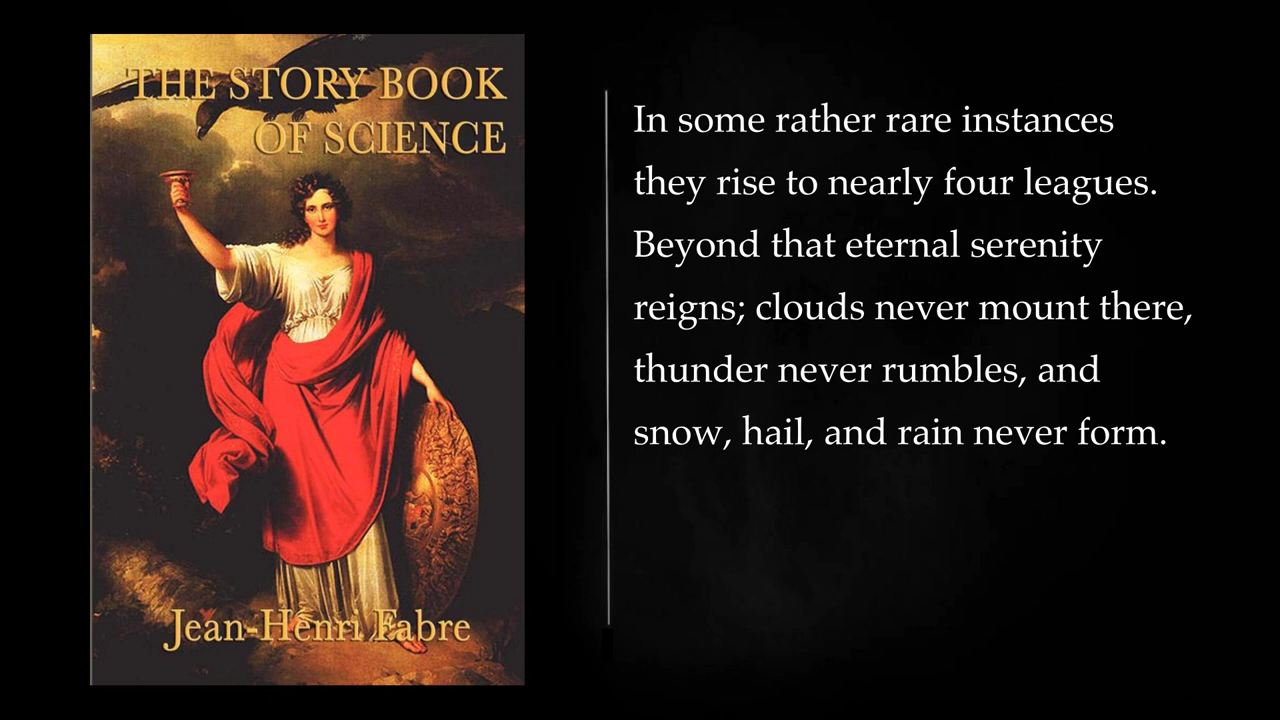 THE STORY BOOK
OF SCIENCE
Jean-Henri Fabre
In some rather rare instances
they rise to nearly four leagues.
Beyond that eternal serenity
reigns; clouds never mount there,
thunder never rumbles, and
snow, hail, and rain never form.